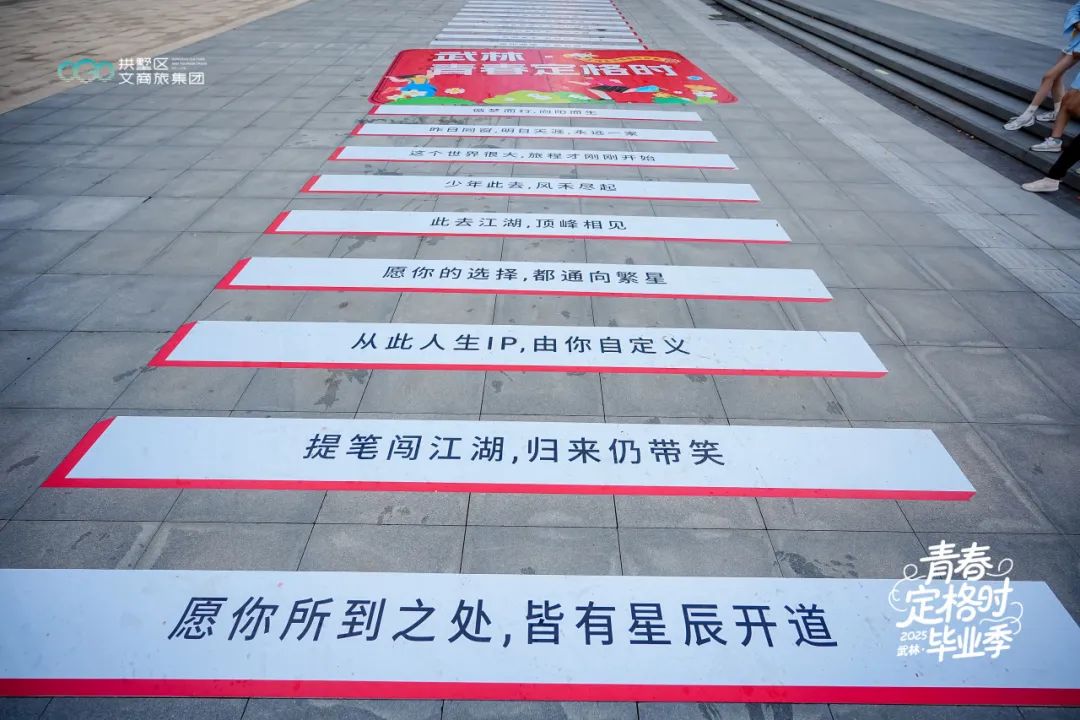 拱墅区
文商旅集团
武林·
青春定格时
借梦而行,向阳而生
昨日同窗,明日天涯,永远一家
这个世界很大,旅程才刚刚开始
少年此去,风禾尽起
此去江湖,顶峰相见
愿你的选择,都通向繁星
从此人生IP,由你自定义
提笔闯江湖,归来仍带笑
愿你所到之处,皆有星辰开道
青春
定格时
2025
武林·毕业季